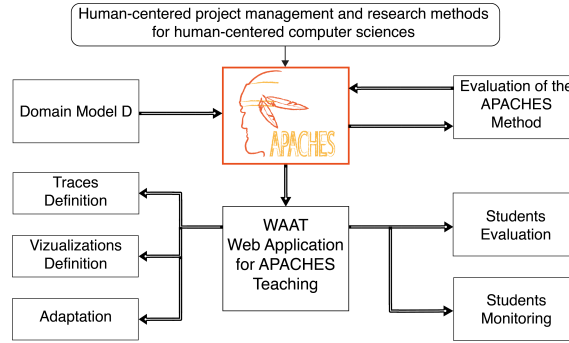 Human-centered project management and research methods
for human-centered computer sciences
Domain Model D
APACHES
Evaluation of the
APACHES
Method
Traces
Definition
Vizualizations
Definition
Adaptation
WAAT
Web Application
for APACHES
Teaching
Students
Evaluation
Students
Monitoring